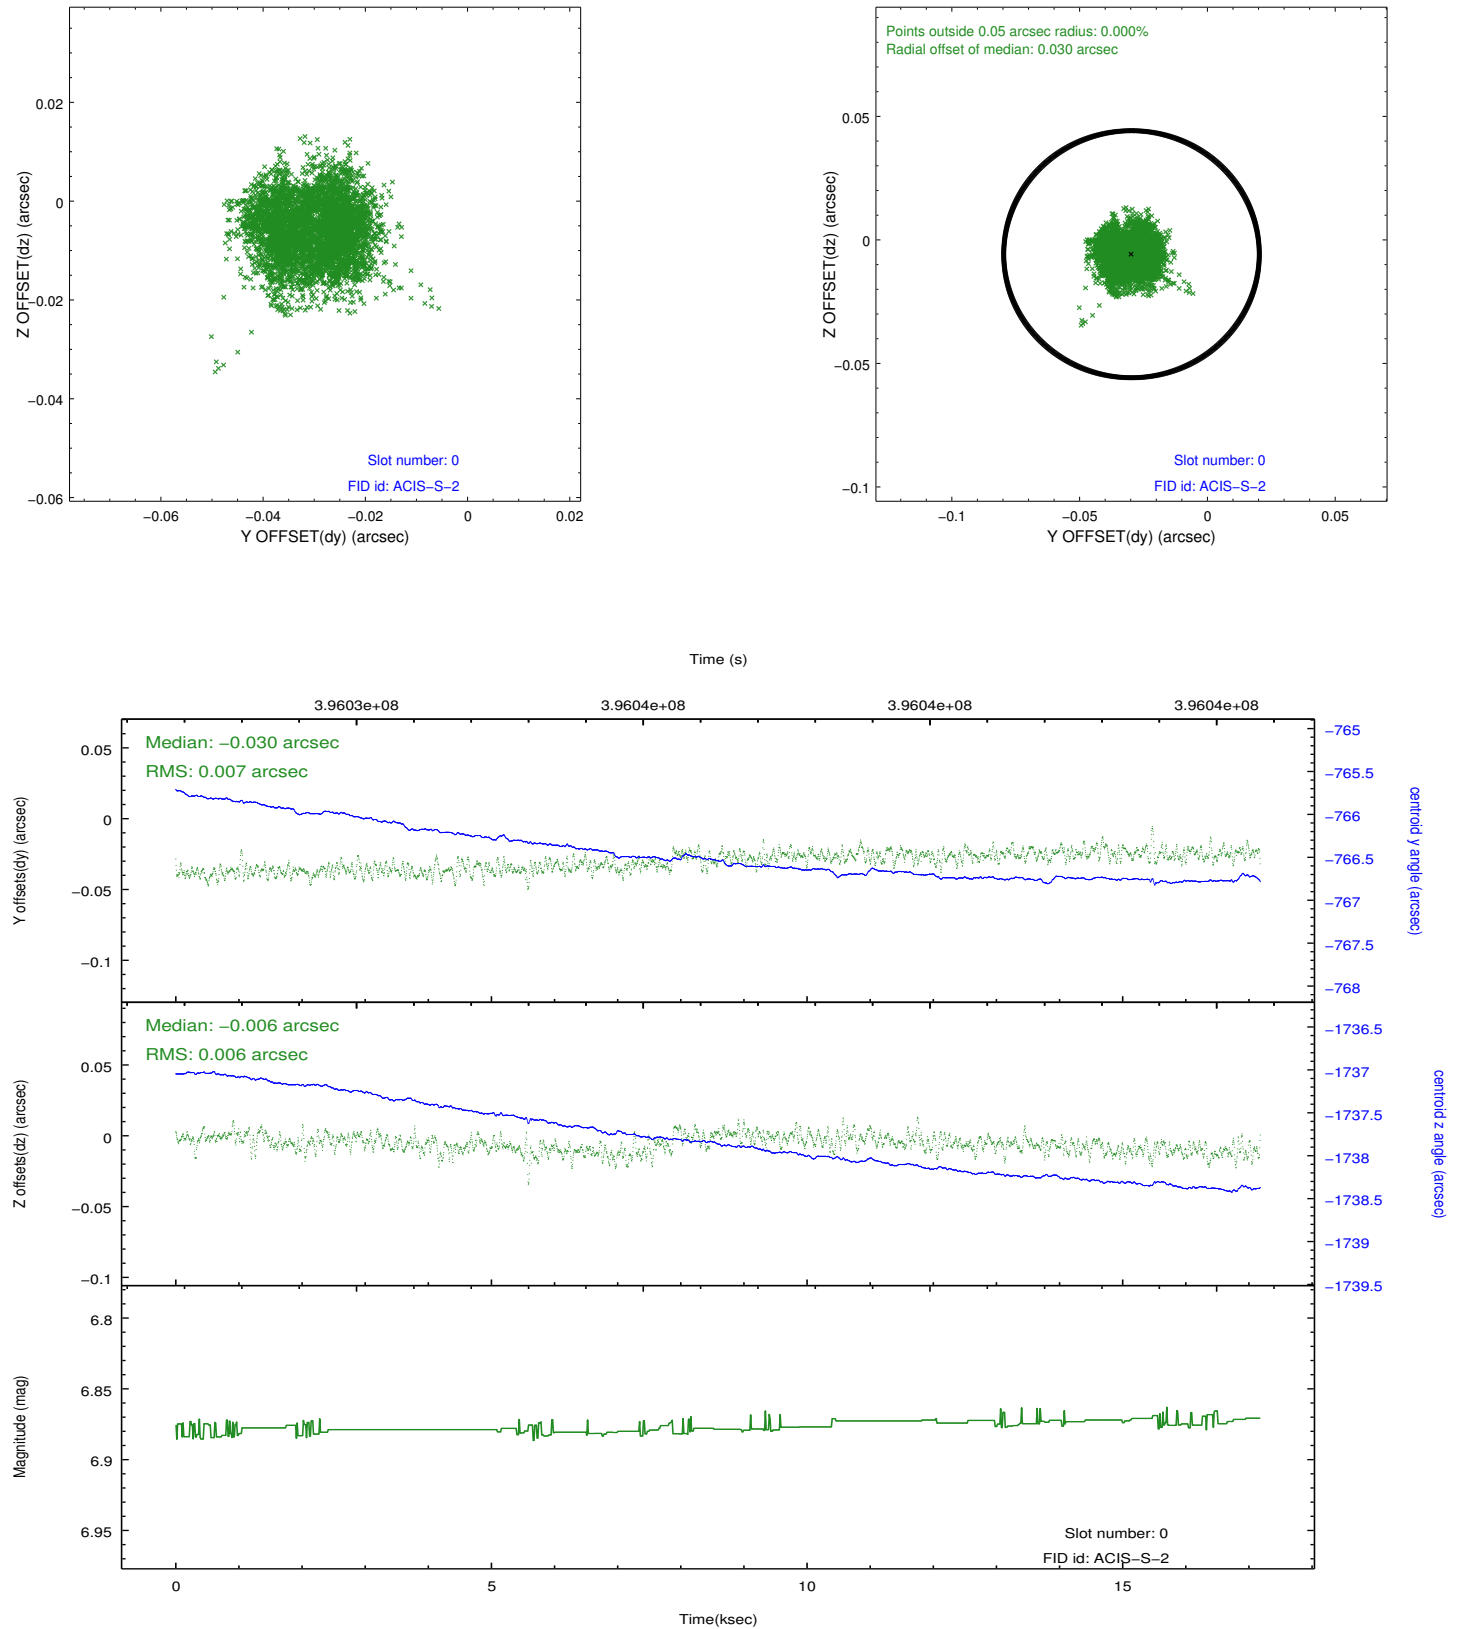 0.02
0
−0.02
−0.04
−0.06
Z OFFSET(dz) (arcsec)
Slot number: 0
FID id: ACIS−S−2
−0.06 −0.04 −0.02 0 0.02
Y OFFSET(dy) (arcsec)
Points outside 0.05 arcsec radius: 0.000%
Radial offset of median: 0.030 arcsec
0.05
0
−0.05
−0.1
Z OFFSET(dz) (arcsec)
Slot number: 0
FID id: ACIS−S−2
−0.1 −0.05 0 0.05
Y OFFSET(dy) (arcsec)
Time (s)
3.9603e+08 3.9604e+08 3.9604e+08 3.9604e+08
Median: −0.030 arcsec
RMS: 0.007 arcsec
0.05
0
−0.05
−0.1
Y offsets(dy) (arcsec)
−765
−765.5
−766
−766.5
−767
−767.5
−768
centroid y angle (arcsec)
Median: −0.006 arcsec
RMS: 0.006 arcsec
0.05
0
−0.05
−0.1
Z offsets(dz) (arcsec)
−1736.5
−1737
−1737.5
−1738
−1738.5
−1739
−1739.5
centroid z angle (arcsec)
6.8
6.85
6.9
6.95
Magnitude (mag)
Slot number: 0
FID id: ACIS−S−2
0 5 10 15
Time(ksec)